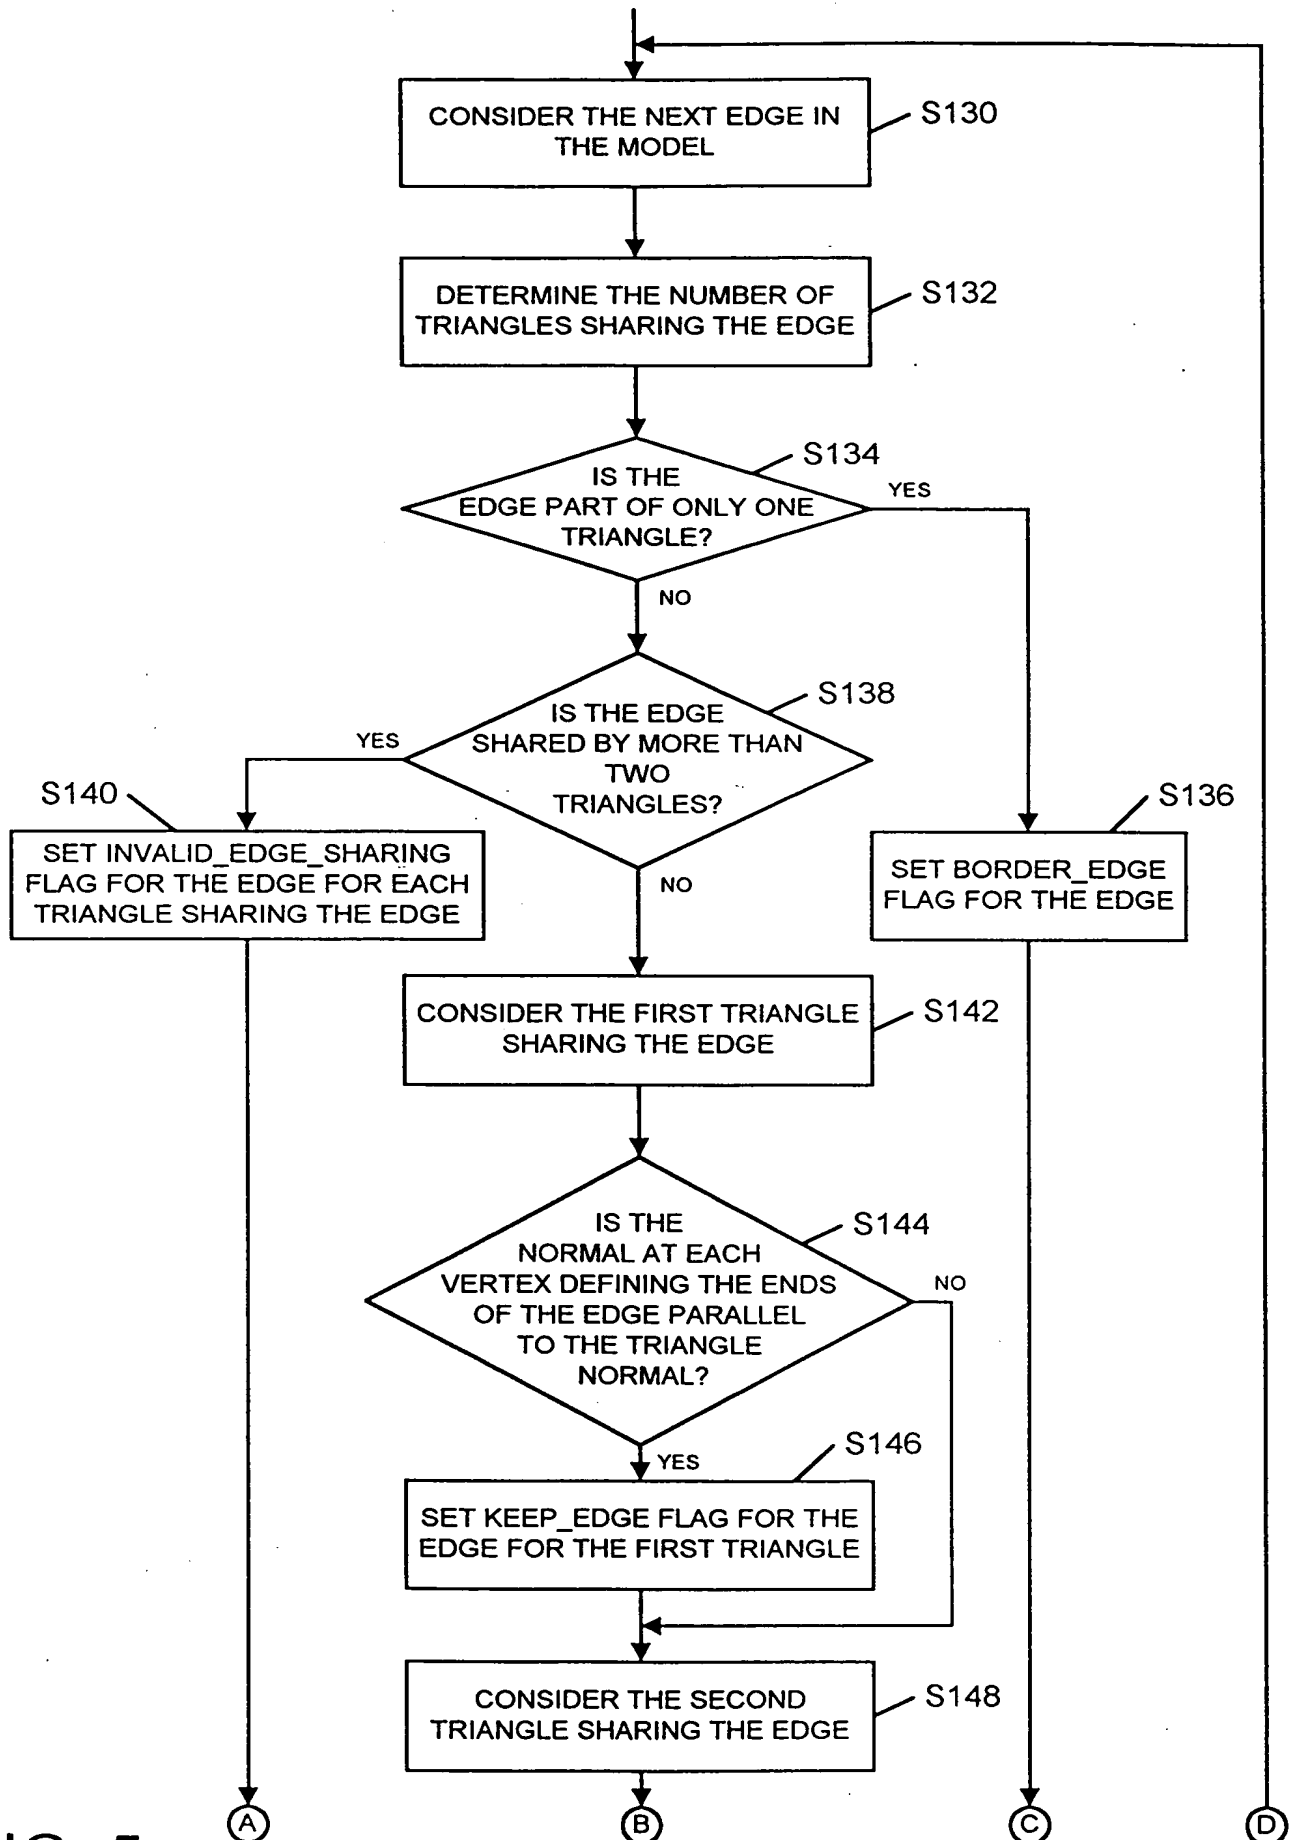 CONSIDER THE NEXT EDGE IN
THE MODEL
S130
DETERMINE THE NUMBER OF
TRIANGLES SHARING THE EDGE
S132
IS THE
EDGE PART OF ONLY ONE
TRIANGLE?
S134
YES
NO
IS THE EDGE
SHARED BY MORE THAN
TWO
TRIANGLES?
S138
YES
NO
S140
SET INVALID_EDGE_SHARING
FLAG FOR THE EDGE FOR EACH
TRIANGLE SHARING THE EDGE
S136
SET BORDER_EDGE
FLAG FOR THE EDGE
CONSIDER THE FIRST TRIANGLE
SHARING THE EDGE
S142
IS THE
NORMAL AT EACH
VERTEX DEFINING THE ENDS
OF THE EDGE PARALLEL
TO THE TRIANGLE
NORMAL?
S144
NO
YES
S146
SET KEEP_EDGE FLAG FOR THE
EDGE FOR THE FIRST TRIANGLE
CONSIDER THE SECOND
TRIANGLE SHARING THE EDGE
S148
A
B
C
D